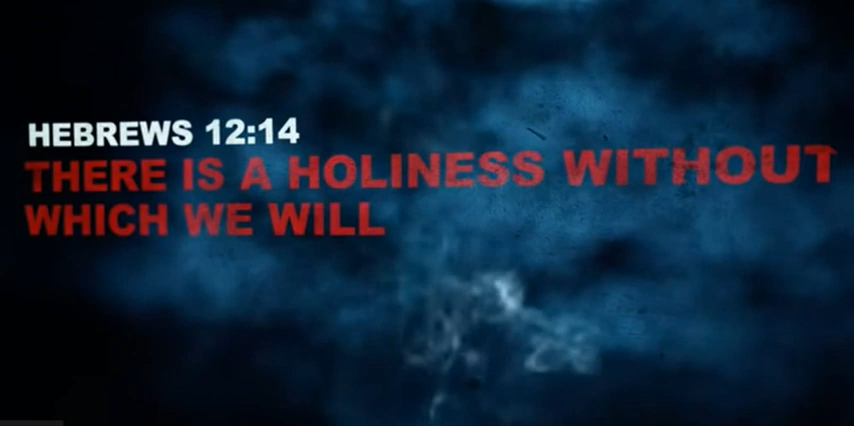 HEBREWS 12:14
THERE IS A HOLINESS WITHOUT
WHICH WE WILL